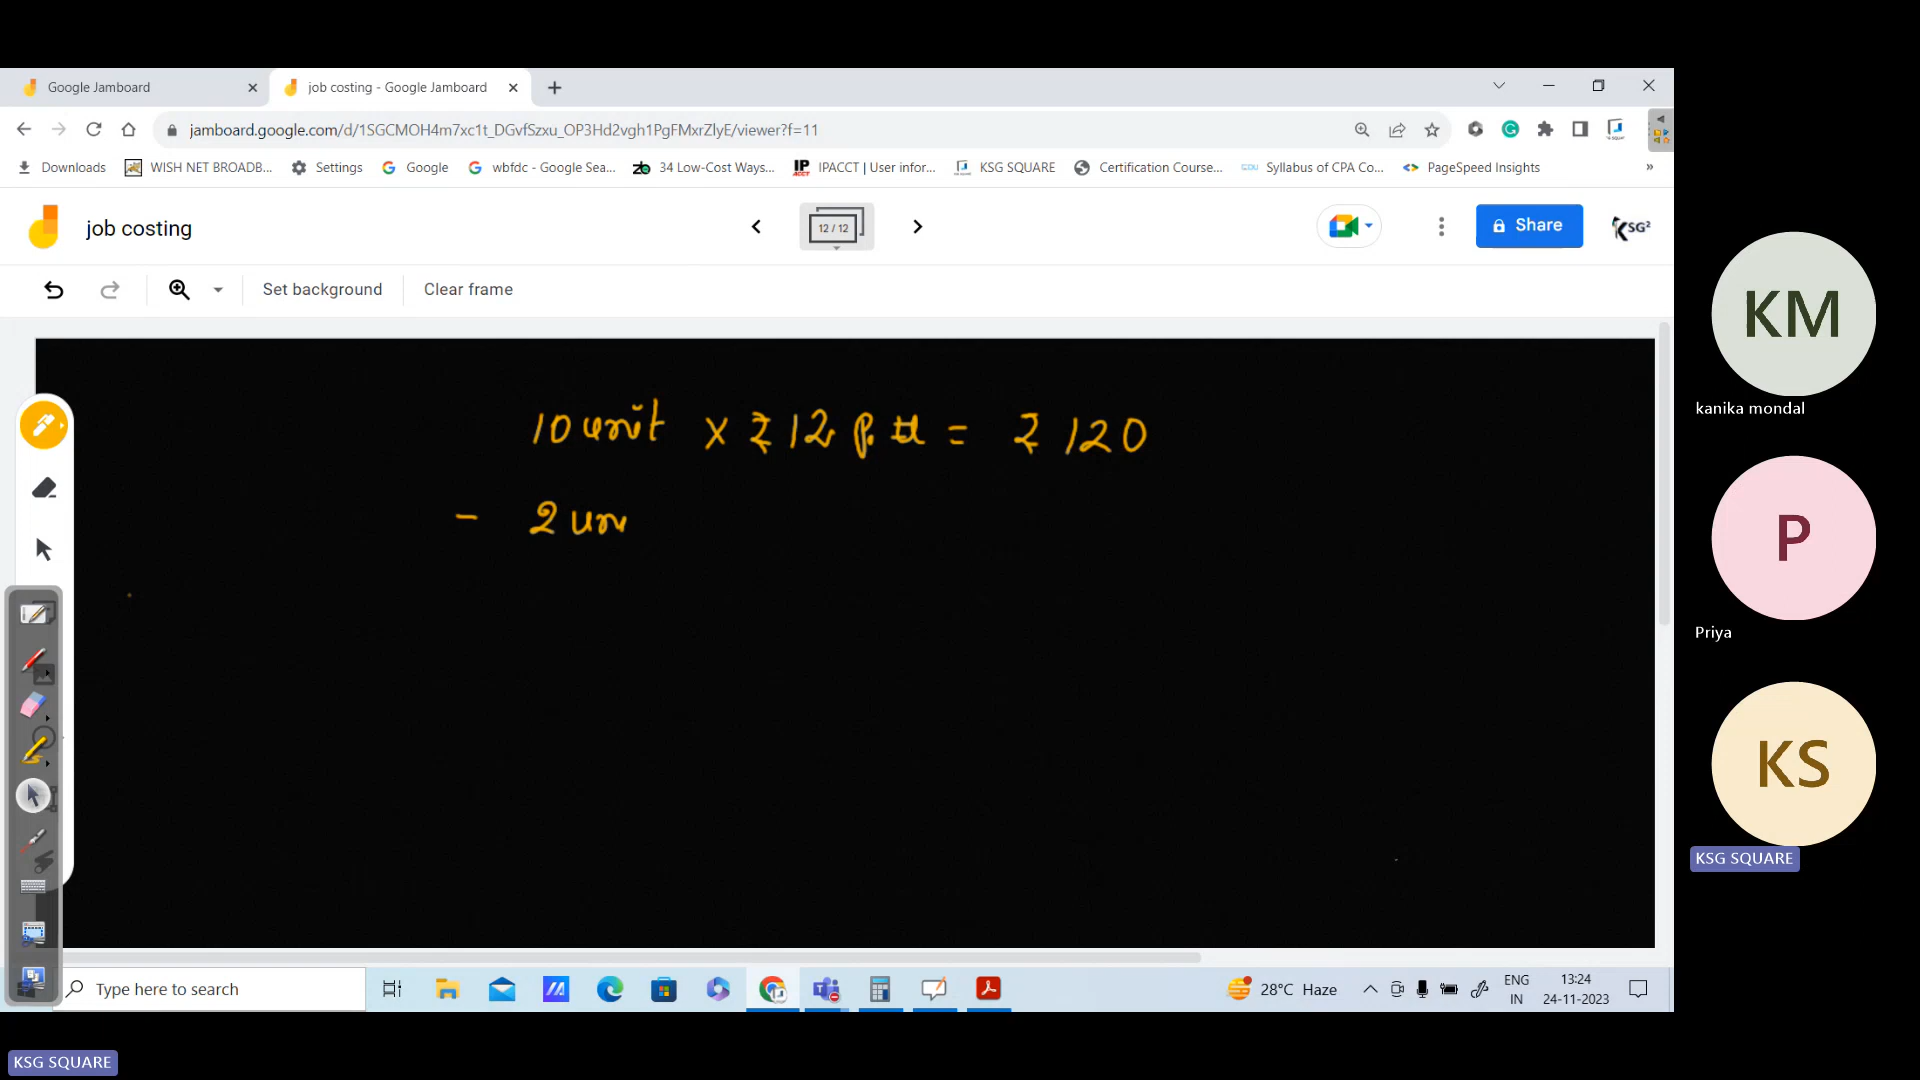 Google Jamboard
job costing - Google Jamboard
jamboard.google.com/d/1SGCMOH4m7xc1t_DGvfSzxu_OP3Hd2vgh1PgFMxrZlyE/viewer?f=11
Downloads WISH NET BROADB... Settings Google wbfdc - Google Sea... 34 Low-Cost Ways... IPACCT | User infor... KSG SQUARE Certification Course... Syllabus of CPA Co... PageSpeed Insights »
job costing
12 / 12
Share
KSG²
Set background Clear frame
10 unit x ₹ 12 p.u = ₹ 120
- 2 un
KM
kanika mondal
P
Priya
KS
KSG SQUARE
Type here to search
28°C Haze
ENG
IN
13:24
24-11-2023
KSG SQUARE